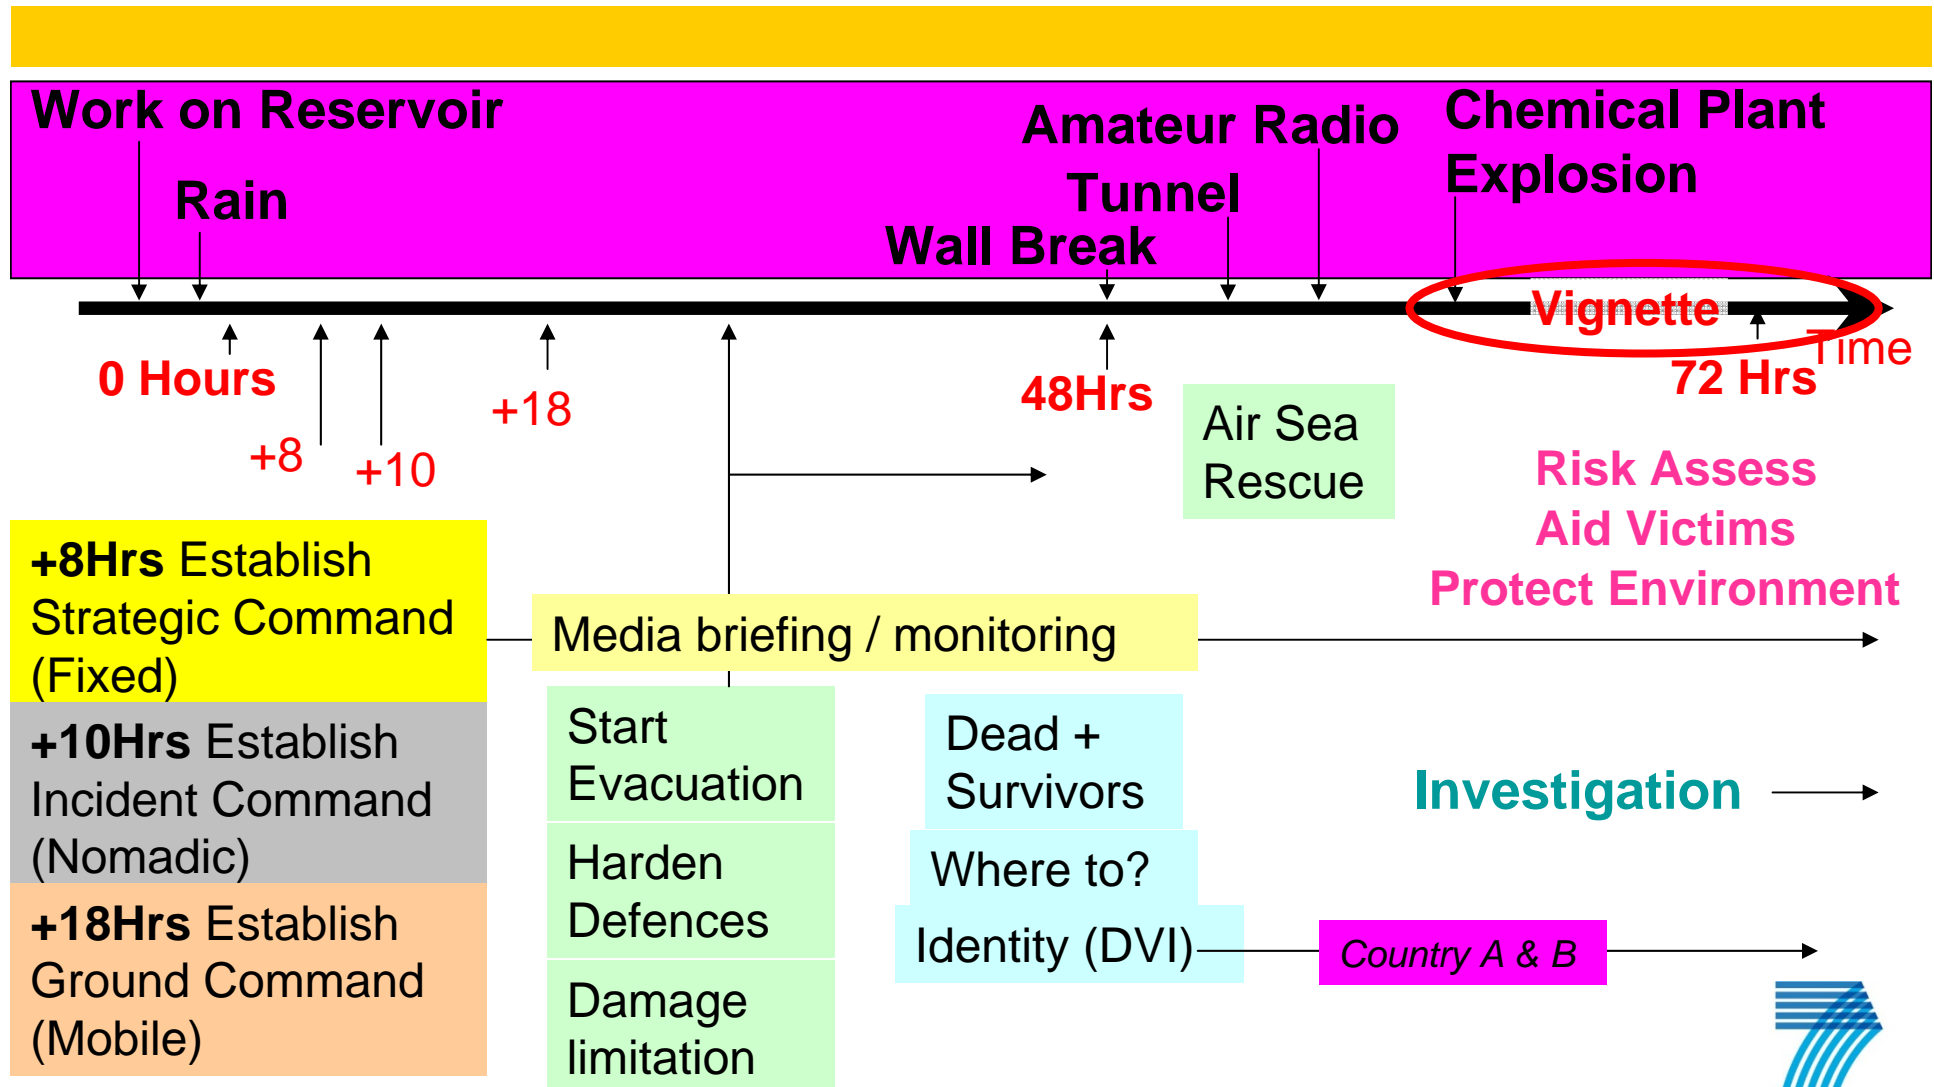 Work on Reservoir
Rain
Amateur Radio
Tunnel
Wall Break
Chemical Plant
Explosion
Vignette
Time
0 Hours
+8
+10
+18
48Hrs
72 Hrs
Air Sea
Rescue
Risk Assess
Aid Victims
Protect Environment
+8Hrs Establish
Strategic Command
(Fixed)
+10Hrs Establish
Incident Command
(Nomadic)
+18Hrs Establish
Ground Command
(Mobile)
Media briefing / monitoring
Start
Evacuation
Harden
Defences
Damage
limitation
Dead +
Survivors
Where to?
Identity (DVI)
Country A & B
Investigation